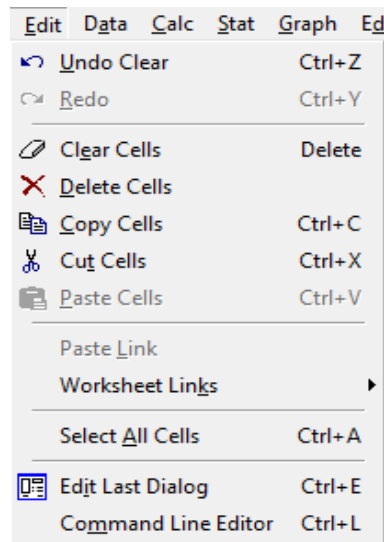 Edit Data Calc Stat Graph Ed
Undo Clear Ctrl+Z
Redo Ctrl+Y
Clear Cells Delete
Delete Cells
Copy Cells Ctrl+C
Cut Cells Ctrl+X
Paste Cells Ctrl+V
Paste Link
Worksheet Links
Select All Cells Ctrl+A
Edit Last Dialog Ctrl+E
Command Line Editor Ctrl+L